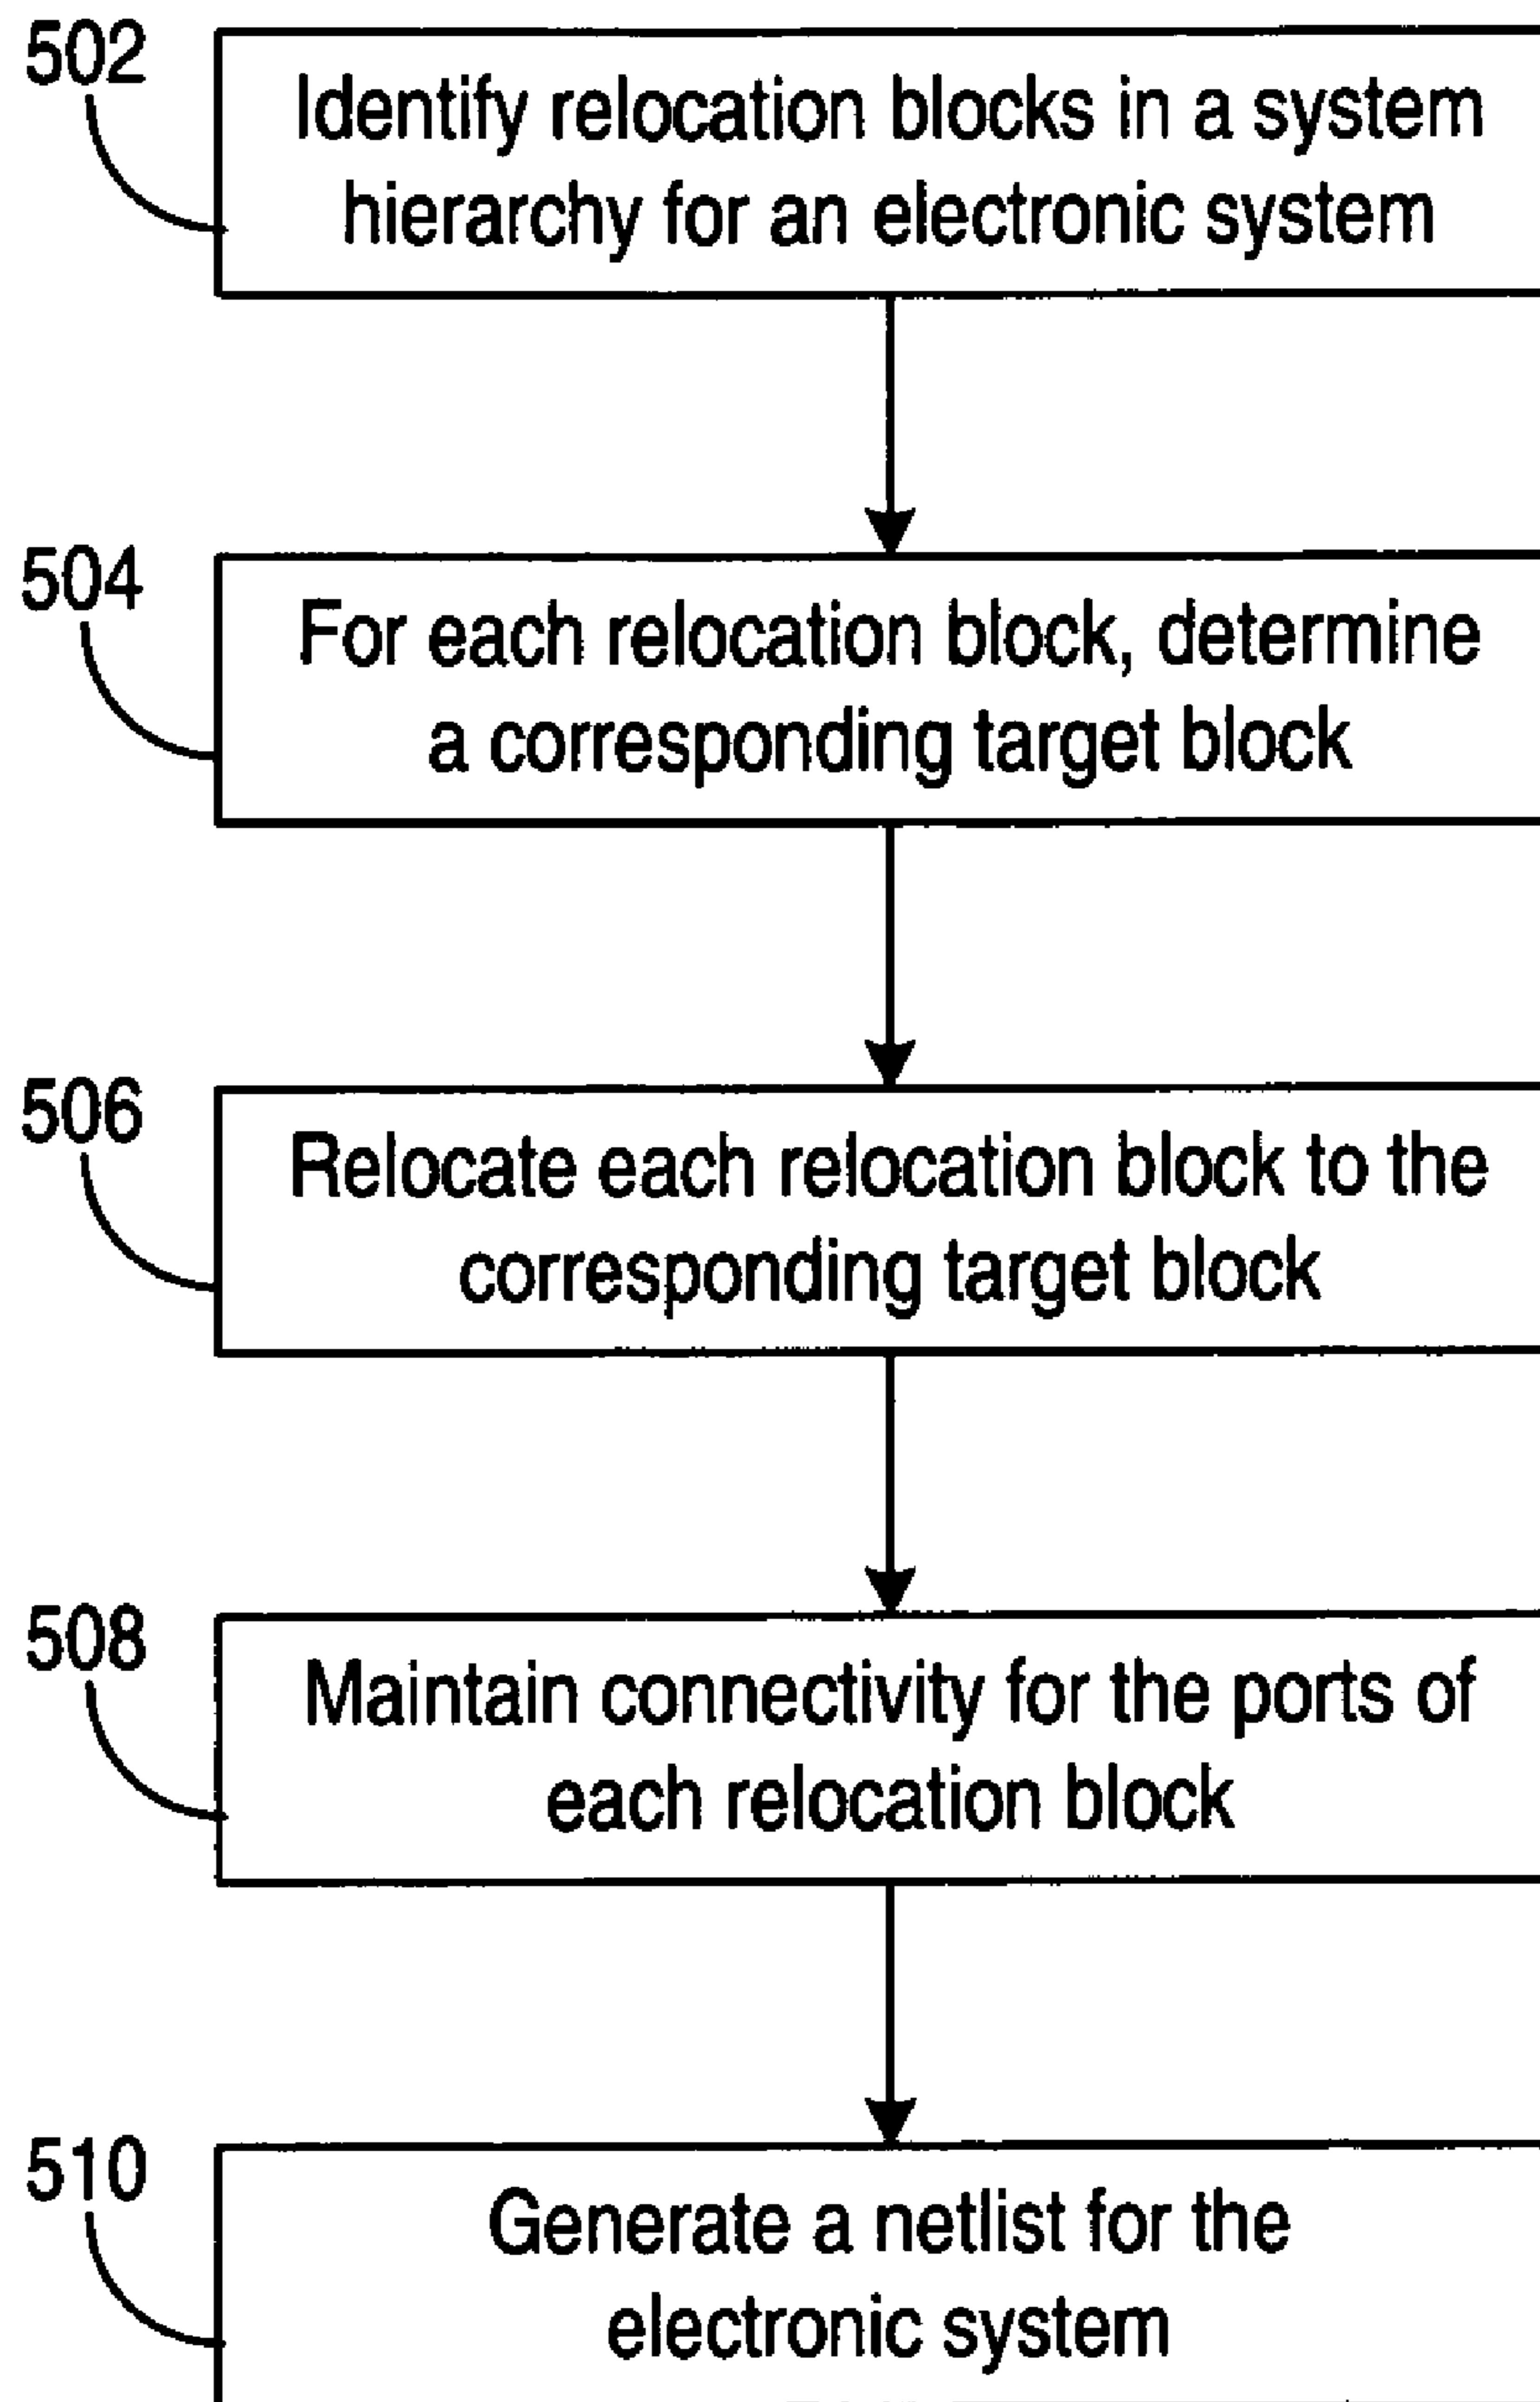 502
Identify relocation blocks in a system
hierarchy for an electronic system
504
For each relocation block, determine
a corresponding target block
506
Relocate each relocation block to the
corresponding target block
508
Maintain connectivity for the ports of
each relocation block
510
Generate a netlist for the
electronic system